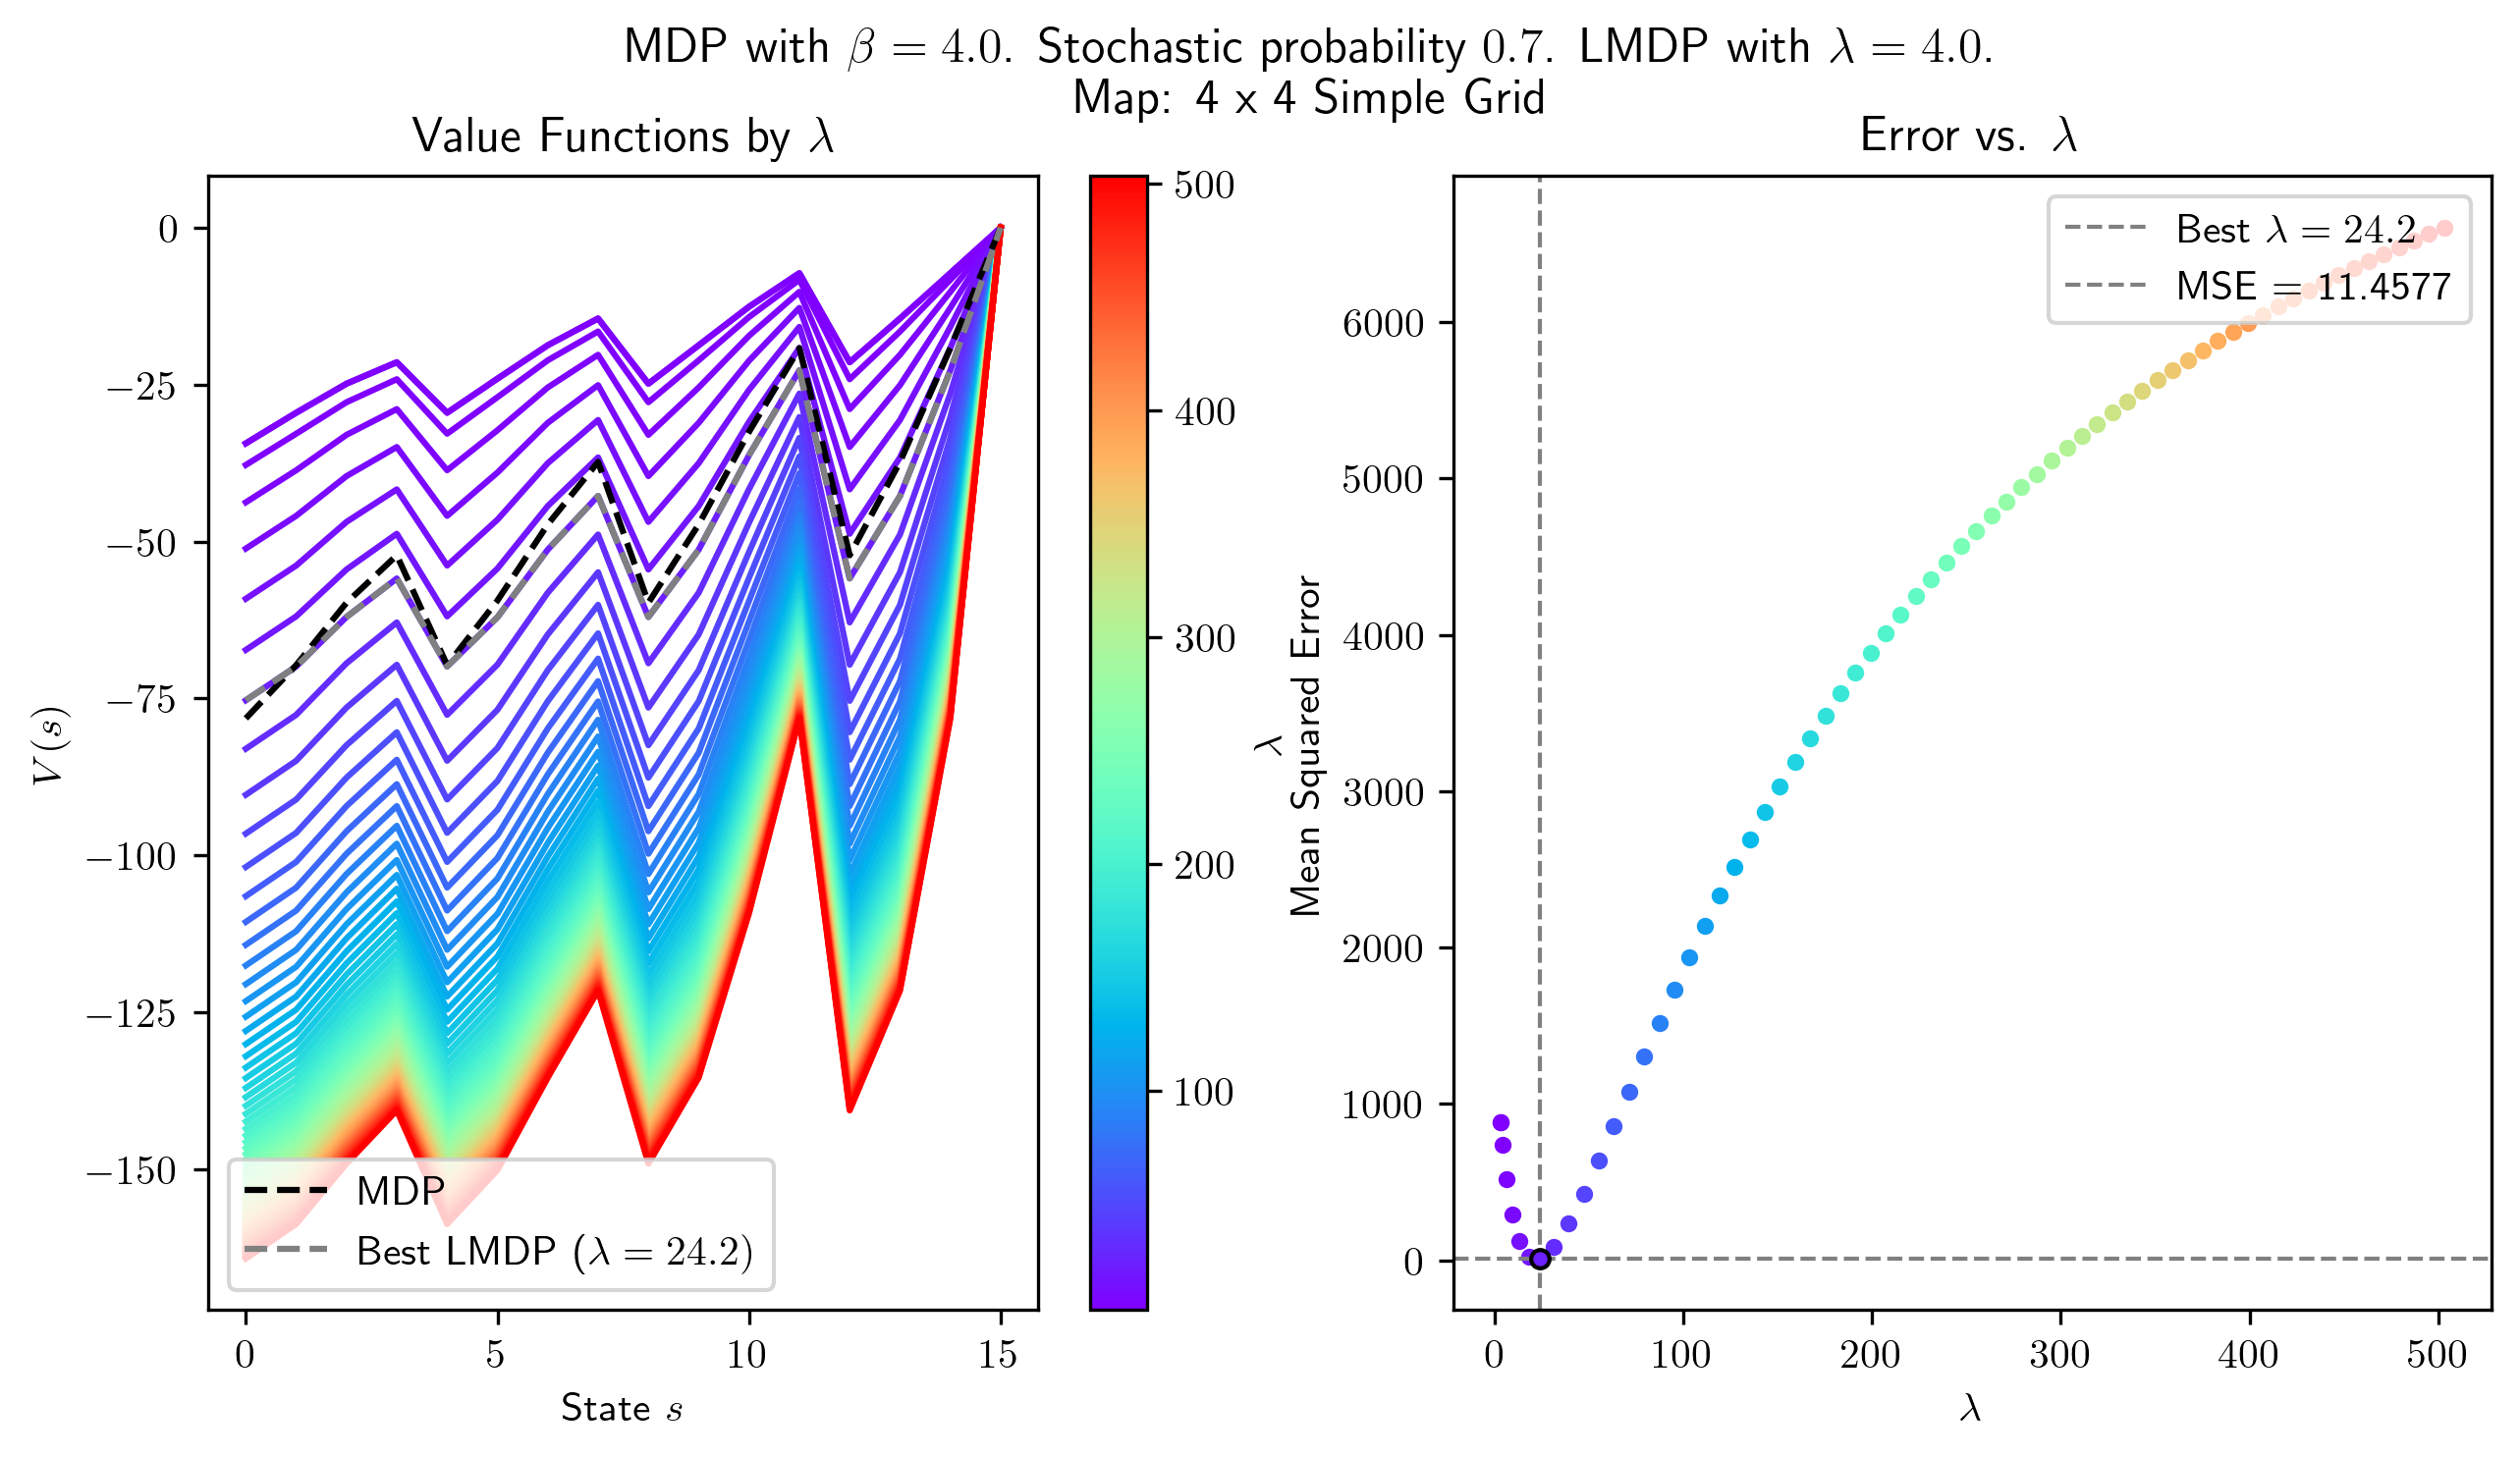 MDP with β = 4.0. Stochastic probability 0.7. LMDP with λ = 4.0.
Map: 4 x 4 Simple Grid
Value Functions by λ
0
−25
−50
−75
−100
−125
−150
V(s)
MDP
Best LMDP (λ = 24.2)
0
5
10
15
State s
500
400
300
200
100
λ
Error vs. λ
Best λ = 24.2
MSE = 11.4577
6000
5000
4000
3000
2000
1000
0
Mean Squared Error
0
100
200
300
400
500
λ